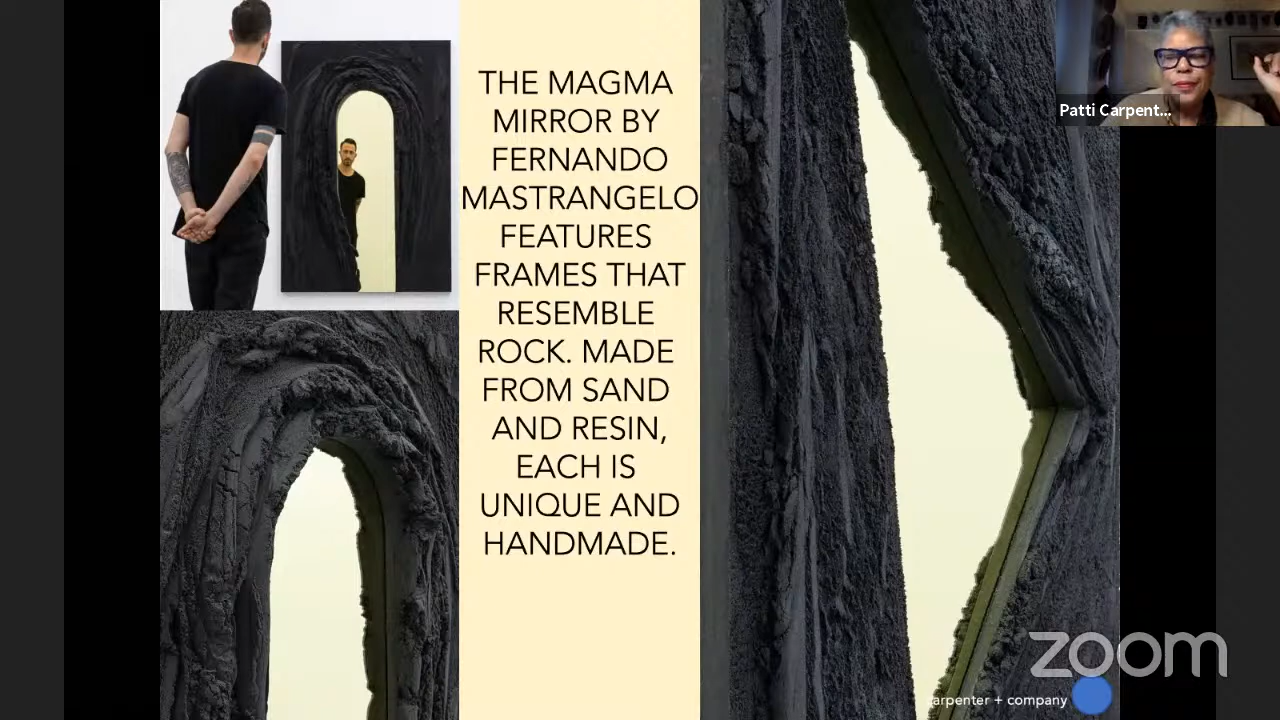 THE MAGMA
MIRROR BY
FERNANDO
MASTRANGELO
FEATURES
FRAMES THAT
RESEMBLE
ROCK. MADE
FROM SAND
AND RESIN,
EACH IS
UNIQUE AND
HANDMADE.
Patti Carpent...
zoom
arpenter + company